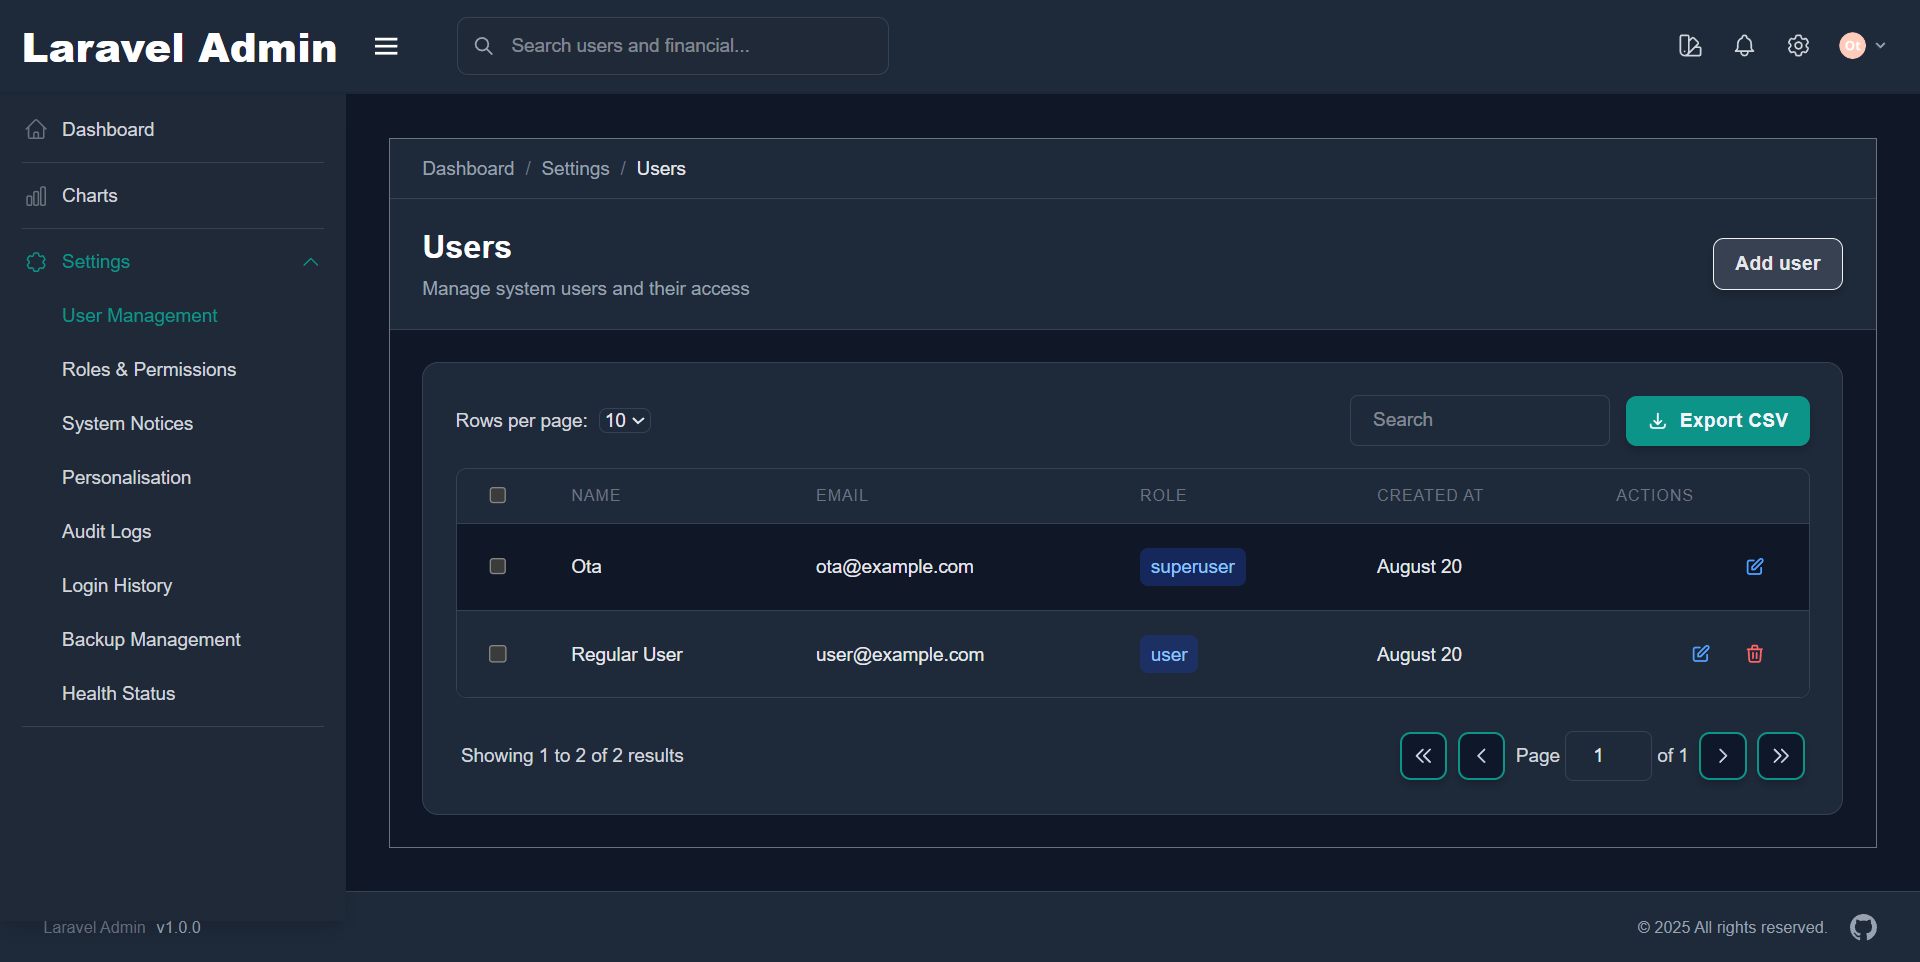 Laravel Admin
Search users and financial...
Ot
Dashboard
Charts
Settings
User Management
Roles & Permissions
System Notices
Personalisation
Audit Logs
Login History
Backup Management
Health Status
Dashboard / Settings / Users
Users
Manage system users and their access
Add user
Rows per page: 10
Search
Export CSV
NAME EMAIL ROLE CREATED AT ACTIONS
Ota ota@example.com superuser August 20
Regular User user@example.com user August 20
Showing 1 to 2 of 2 results
Page 1 of 1
Laravel Admin v1.0.0
© 2025 All rights reserved.